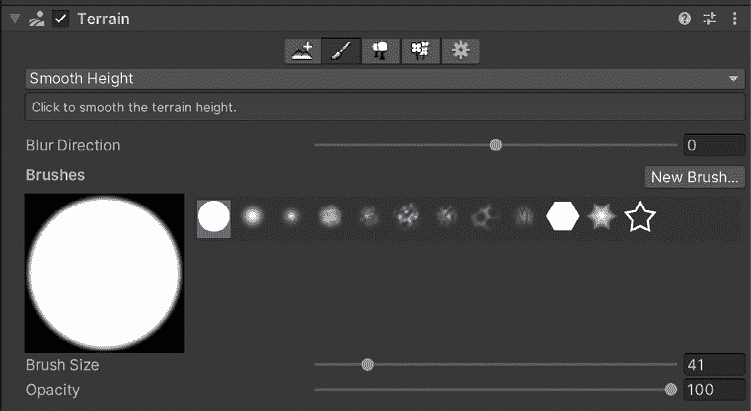 Terrain
Smooth Height
Click to smooth the terrain height.
Blur Direction 0
Brushes New Brush...
Brush Size 41
Opacity 100